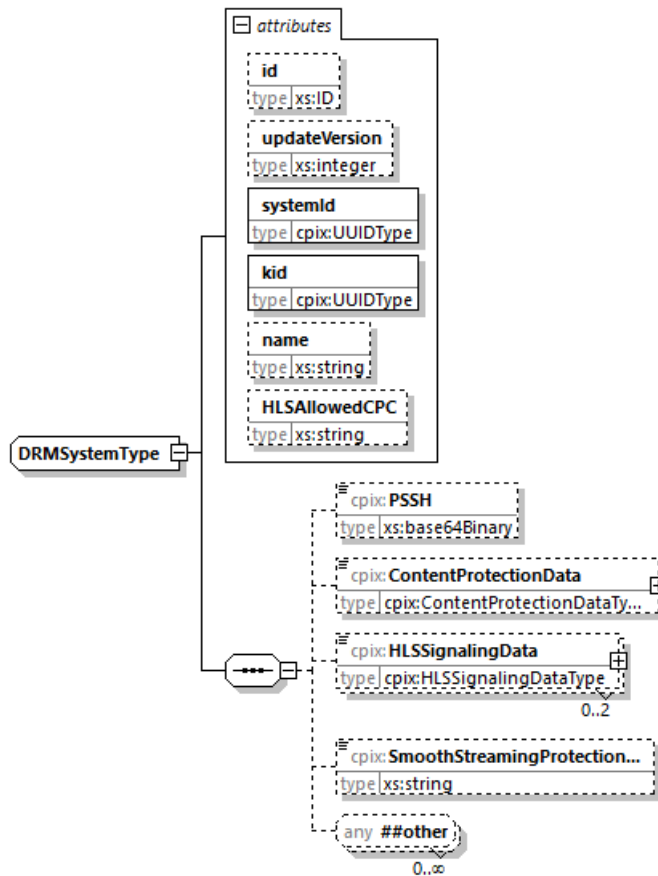 attributes
id
type xs:ID
updateVersion
type xs:integer
systemId
type cpix:UUIDType
kid
type cpix:UUIDType
name
type xs:string
HLSAllowedCPC
type xs:string
DRMSystemType
cpix:PSSH
type xs:base64Binary
cpix:ContentProtectionData
type cpix:ContentProtectionDataTy...
cpix:HLSSignalingData
type cpix:HLSSignalingDataType
0..2
cpix:SmoothStreamingProtection...
type xs:string
any ##other
0..∞